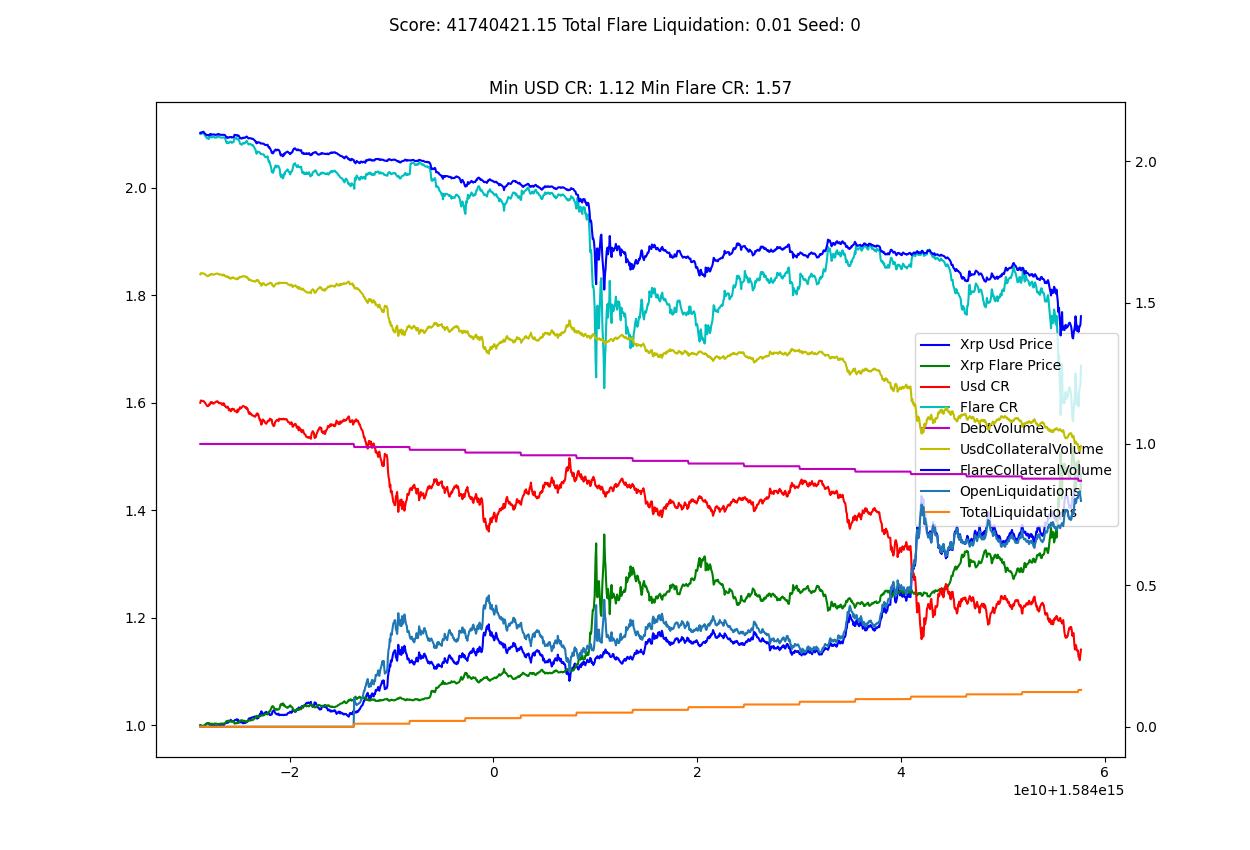 Score: 41740421.15 Total Flare Liquidation: 0.01 Seed: 0
Min USD CR: 1.12 Min Flare CR: 1.57
2.0
1.8
1.6
1.4
1.2
1.0
2.0
1.5
1.0
0.5
0.0
Xrp Usd Price
Xrp Flare Price
Usd CR
Flare CR
DebtVolume
UsdCollateralVolume
FlareCollateralVolume
OpenLiquidations
TotalLiquidations
−2
0
2
4
6
1e10+1.584e15